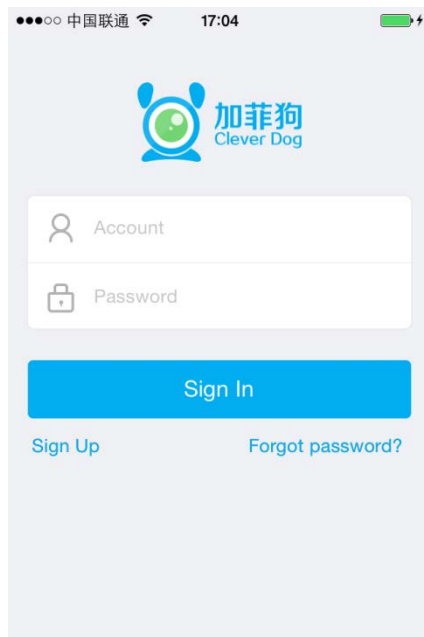 中国联通 17:04
加菲狗
Clever Dog
Account
Password
Sign In
Sign Up Forgot password?